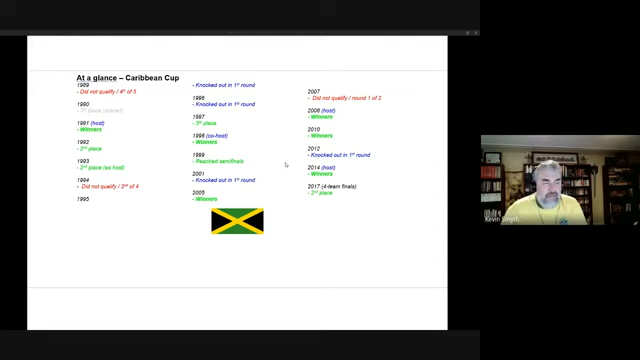 At a glance – Caribbean Cup
1989
- Did not qualify / 4th of 5
1990
- 3rd place (shared)
1991 (host)
- Winners
1992
- 2nd place
1993
- 2nd place (as host)
1994
- Did not qualify / 2nd of 4
1995
- Knocked out in 1st round
1996
- Knocked out in 1st round
1997
- 3rd place
1998 (co-host)
- Winners
1999
- Reached semifinals
2001
- Knocked out in 1st round
2005
- Winners
2007
- Did not qualify / round 1 of 2
2008 (host)
- Winners
2010
- Winners
2012
- Knocked out in 1st round
2014 (host)
- Winners
2017 (4-team finals)
- 2nd place
Kevin Smyth